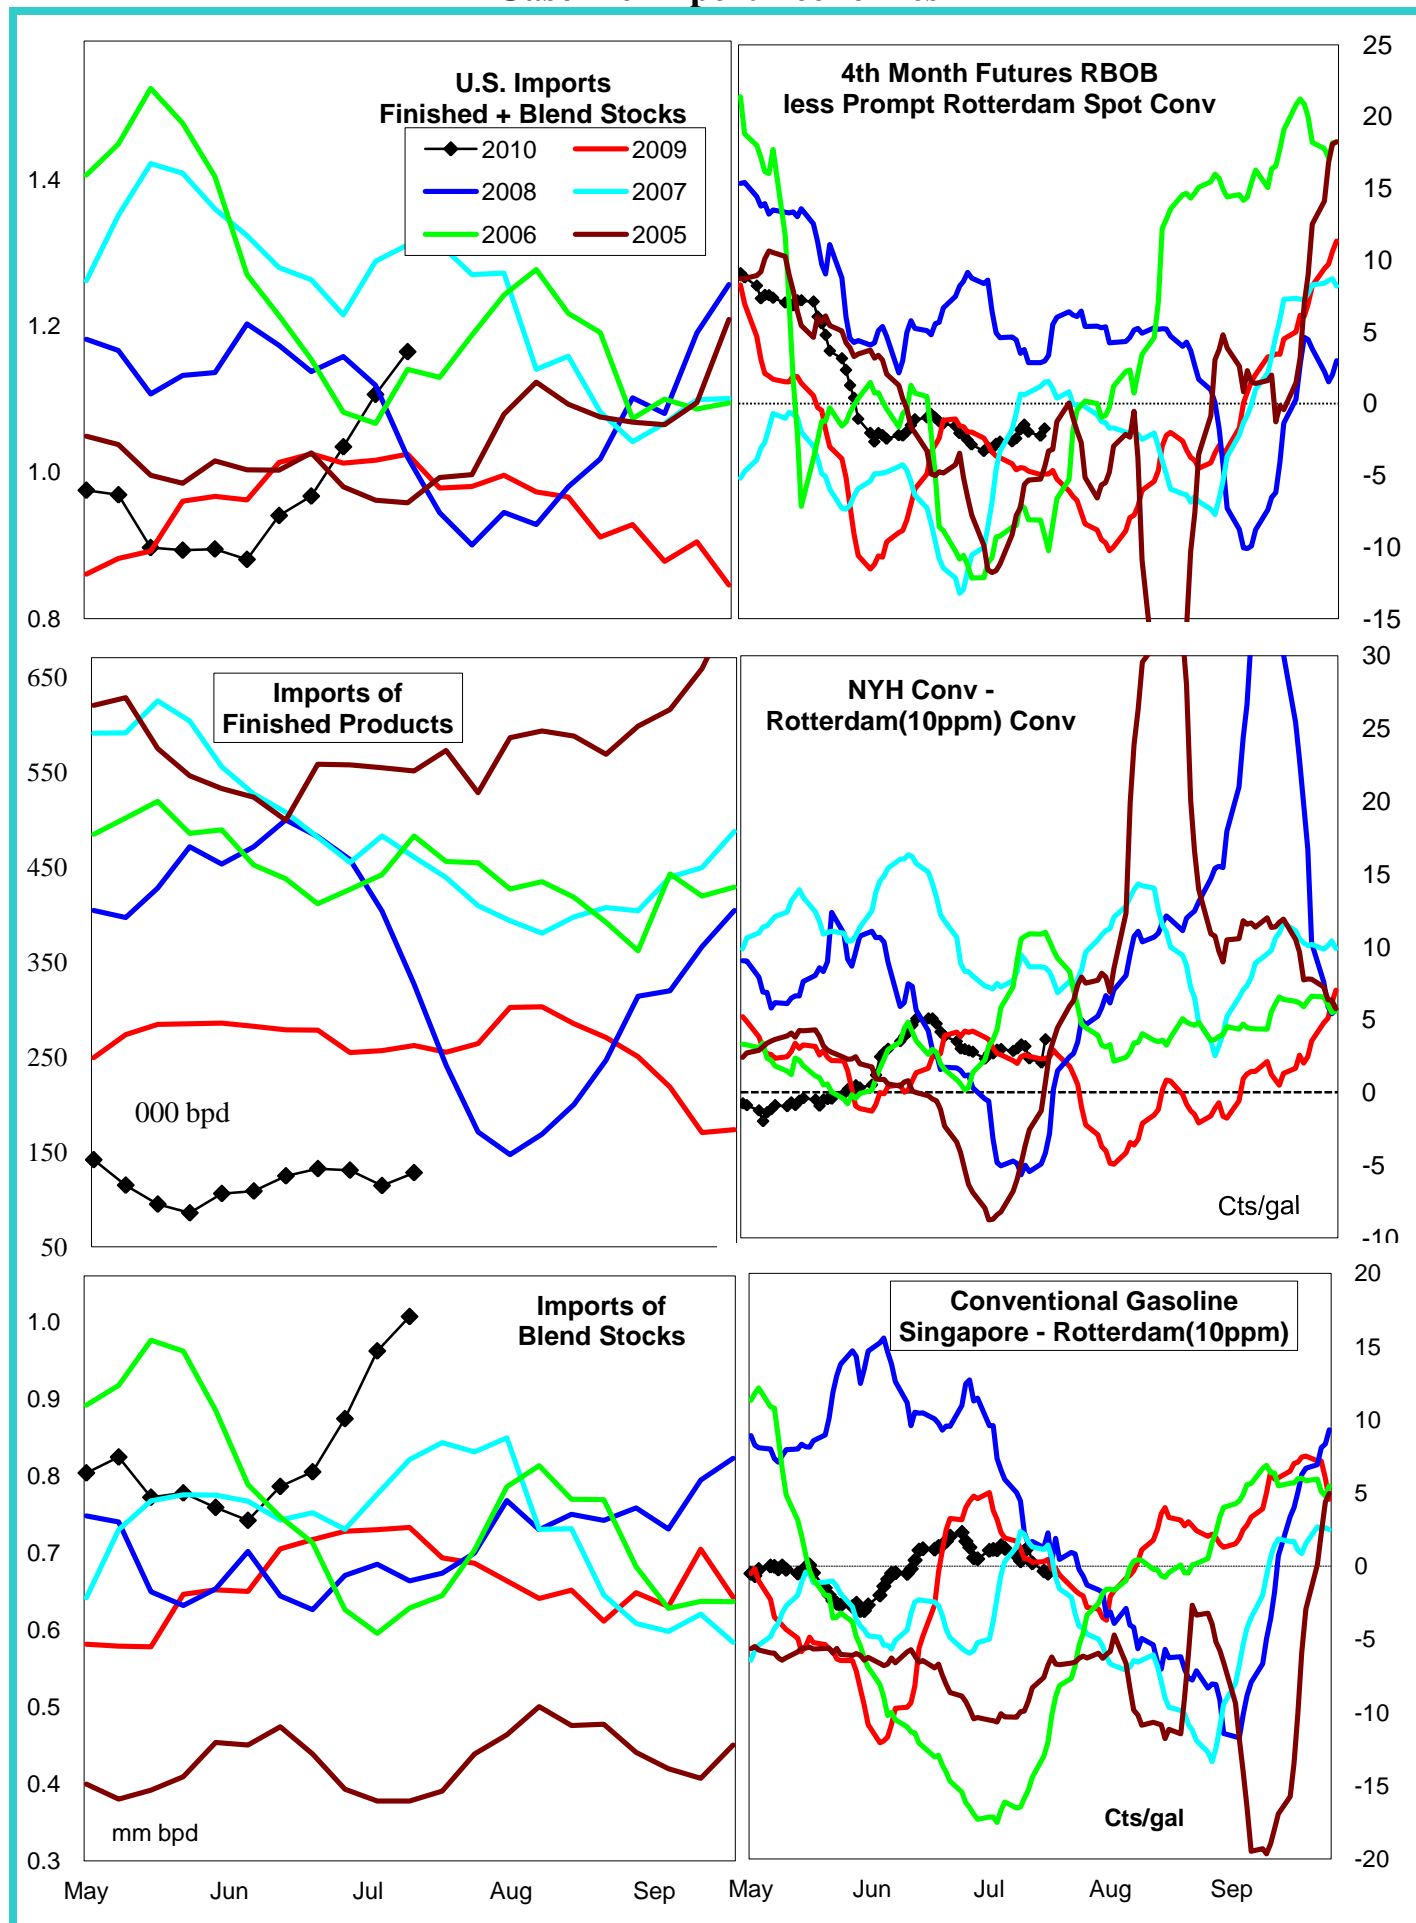 U.S. Imports
Finished + Blend Stocks
2010
2009
2008
2007
2006
2005
1.4
1.2
1.0
0.8
4th Month Futures RBOB
less Prompt Rotterdam Spot Conv
25
20
15
10
5
0
-5
-10
-15
Imports of
Finished Products
650
550
450
350
250
150
50
000 bpd
NYH Conv -
Rotterdam(10ppm) Conv
30
25
20
15
10
5
0
-5
-10
Cts/gal
Imports of
Blend Stocks
1.0
0.9
0.8
0.7
0.6
0.5
0.4
0.3
mm bpd
May
Jun
Jul
Aug
Sep
Conventional Gasoline
Singapore - Rotterdam(10ppm)
20
15
10
5
0
-5
-10
-15
-20
Cts/gal
May
Jun
Jul
Aug
Sep